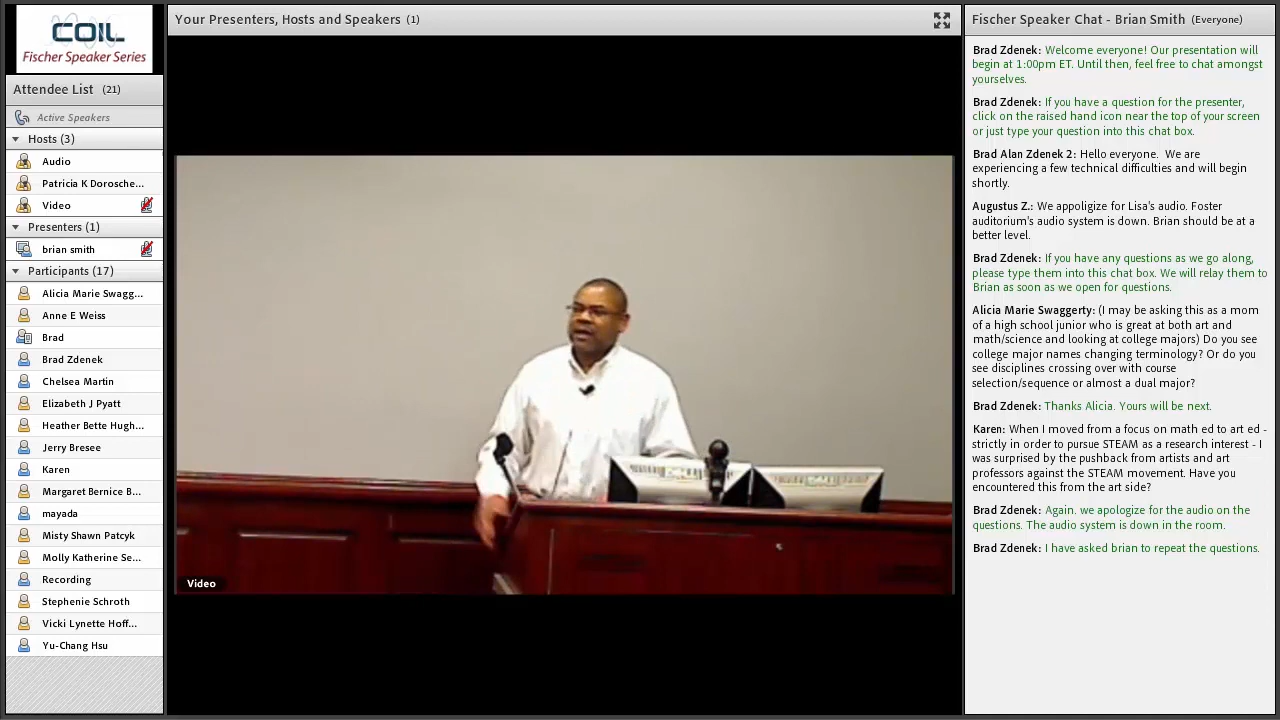 COIL
Fischer Speaker Series
Attendee List (21)
Active Speakers
Hosts (3)
Audio
Patricia K Dorosche...
Video
Presenters (1)
brian smith
Participants (17)
Alicia Marie Swagg...
Anne E Weiss
Brad
Brad Zdenek
Chelsea Martin
Elizabeth J Pyatt
Heather Bette Hugh...
Jerry Bresee
Karen
Margaret Bernice B...
mayada
Misty Shawn Patcyk
Molly Katherine Se...
Recording
Stephenie Schroth
Vicki Lynette Hoff...
Yu-Chang Hsu
Your Presenters, Hosts and Speakers (1)
Video
Fischer Speaker Chat - Brian Smith (Everyone)
Brad Zdenek: Welcome everyone! Our presentation will
begin at 1:00pm ET. Until then, feel free to chat amongst
yourselves.
Brad Zdenek: If you have a question for the presenter,
click on the raised hand icon near the top of your screen
or just type your question into this chat box.
Brad Alan Zdenek 2: Hello everyone. We are
experiencing a few technical difficulties and will begin
shortly.
Augustus Z.: We appoligize for Lisa's audio. Foster
auditorium's audio system is down. Brian should be at a
better level.
Brad Zdenek: If you have any questions as we go along,
please type them into this chat box. We will relay them to
Brian as soon as we open for questions.
Alicia Marie Swaggerty: (I may be asking this as a mom
of a high school junior who is great at both art and
math/science and looking at college majors) Do you see
college major names changing terminology? Or do you
see disciplines crossing over with course
selection/sequence or almost a dual major?
Brad Zdenek: Thanks Alicia. Yours will be next.
Karen: When I moved from a focus on math ed to art ed -
strictly in order to pursue STEAM as a research interest - I
was surprised by the pushback from artists and art
professors against the STEAM movement. Have you
encountered this from the art side?
Brad Zdenek: Again. we apologize for the audio on the
questions. The audio system is down in the room.
Brad Zdenek: I have asked brian to repeat the questions.